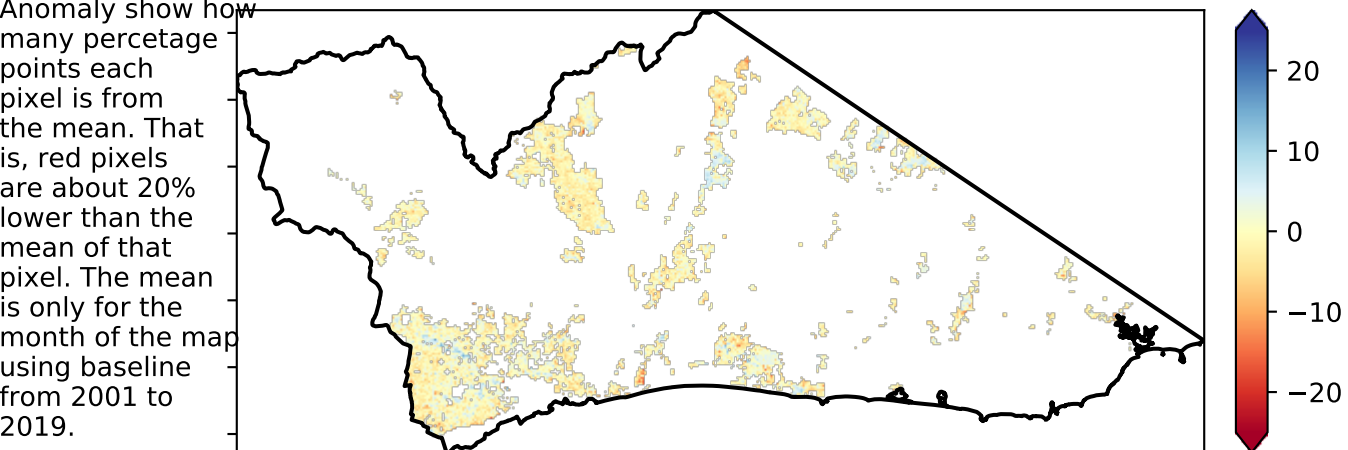 Anomaly show how
many percetage
points each
pixel is from
the mean. That
is, red pixels
are about 20%
lower than the
mean of that
pixel. The mean
is only for the
month of the map
using baseline
from 2001 to
2019.
20
10
0
−10
−20